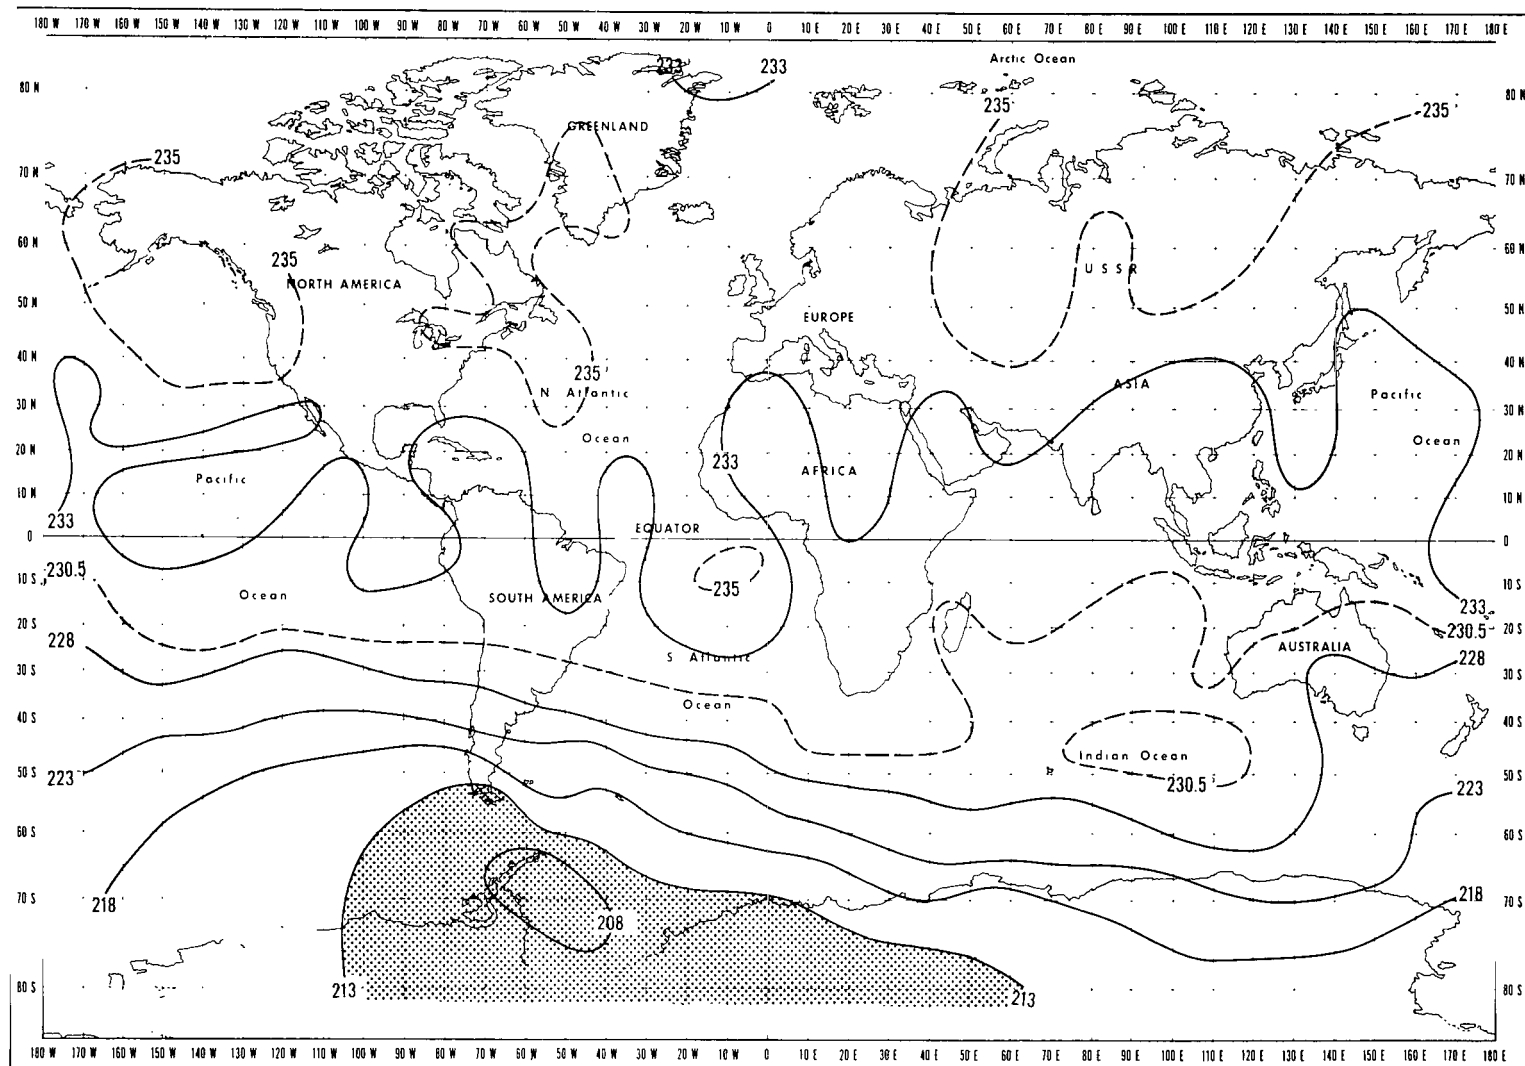 180 W 170 W 160 W 150 W 140 W 130 W 120 W 110 W 100 W 90 W 80 W 70 W 60 W 50 W 40 W 30 W 20 W 10 W 0 10 E 20 E 30 E 40 E 50 E 60 E 70 E 80 E 90 E 100 E 110 E 120 E 130 E 140 E 150 E 160 E 170 E 180 E
Arctic Ocean
233 233
80 N 80 N
235 235
GREENLAND
235
70 N 70 N
60 N 60 N
235 USSR
NORTH AMERICA
50 N 50 N
EUROPE
40 N 40 N
235 ASIA
N Atlantic Pacific
30 N 30 N
Ocean Ocean
20 N 20 N
233 AFRICA
Pacific
10 N 10 N
233 EQUATOR
0 0
230.5
10 S 10 S
235
Ocean SOUTH AMERICA 233
20 S 20 S
230.5
228 AUSTRALIA
S Atlantic 228
30 S 30 S
Ocean
40 S 40 S
Indian Ocean
50 S 50 S
223 230.5 223
60 S 60 S
218 218
70 S 70 S
208
80 S 80 S
213 213
180 W 170 W 160 W 150 W 140 W 130 W 120 W 110 W 100 W 90 W 80 W 70 W 60 W 50 W 40 W 30 W 20 W 10 W 0 10 E 20 E 30 E 40 E 50 E 60 E 70 E 80 E 90 E 100 E 110 E 120 E 130 E 140 E 150 E 160 E 170 E 180 E